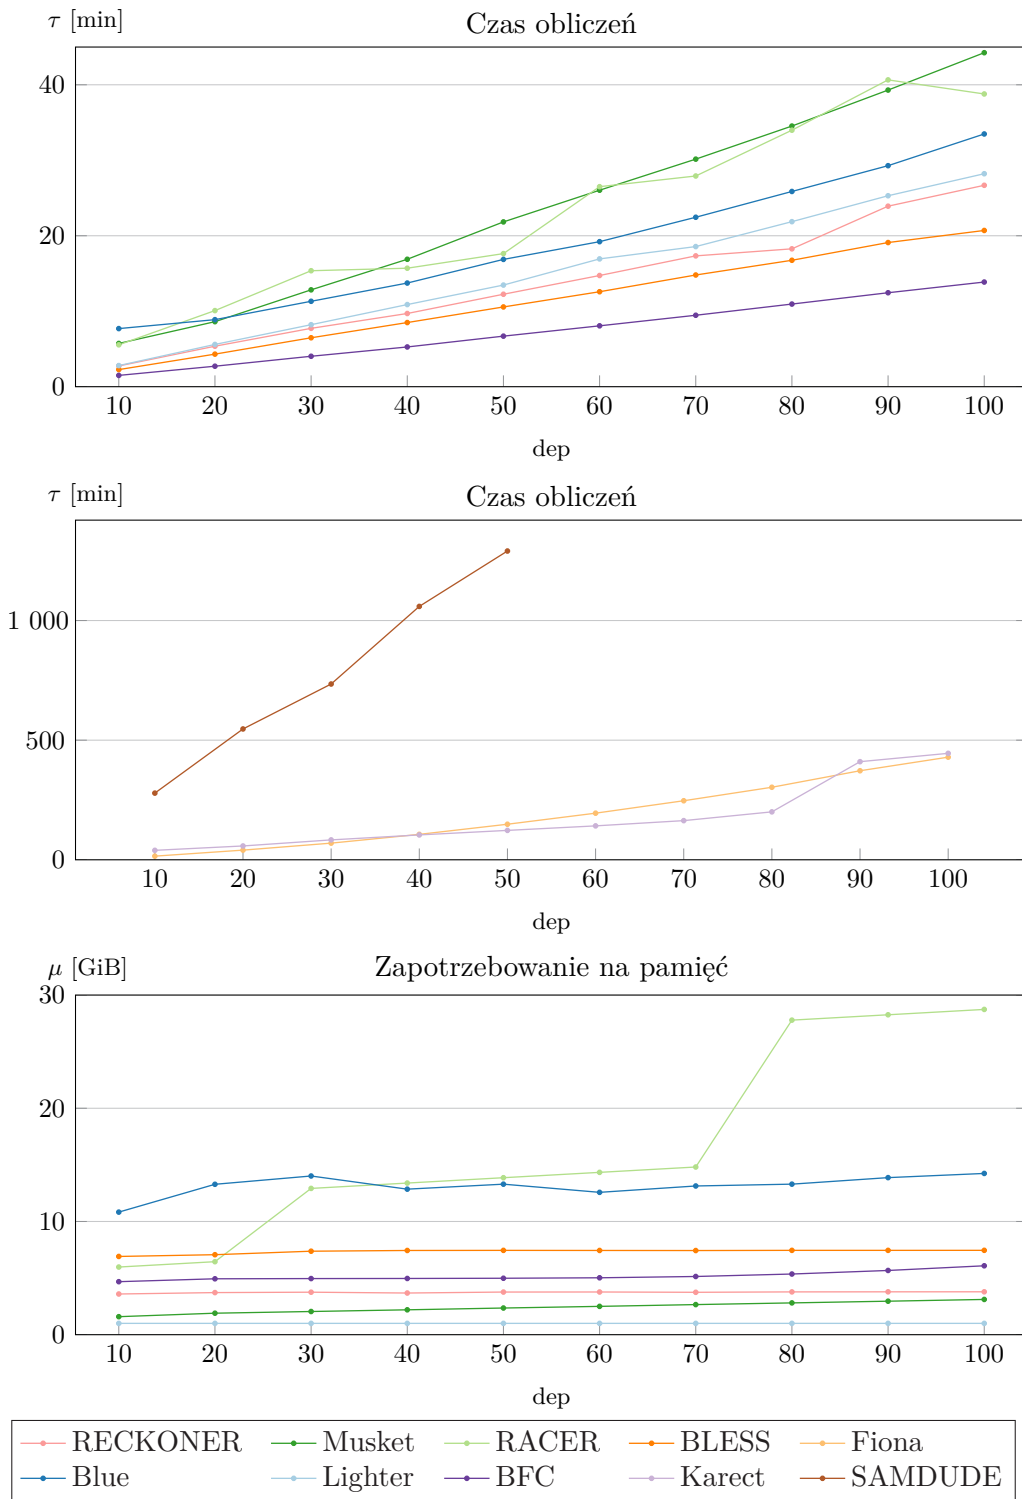 τ [min]
Czas obliczeń
40
20
0
10 20 30 40 50 60 70 80 90 100
dep
τ [min]
Czas obliczeń
1 000
500
0
10 20 30 40 50 60 70 80 90 100
dep
μ [GiB]
Zapotrzebowanie na pamięć
30
20
10
0
10 20 30 40 50 60 70 80 90 100
dep
RECKONER Musket RACER BLESS Fiona
Blue Lighter BFC Karect SAMDUDE